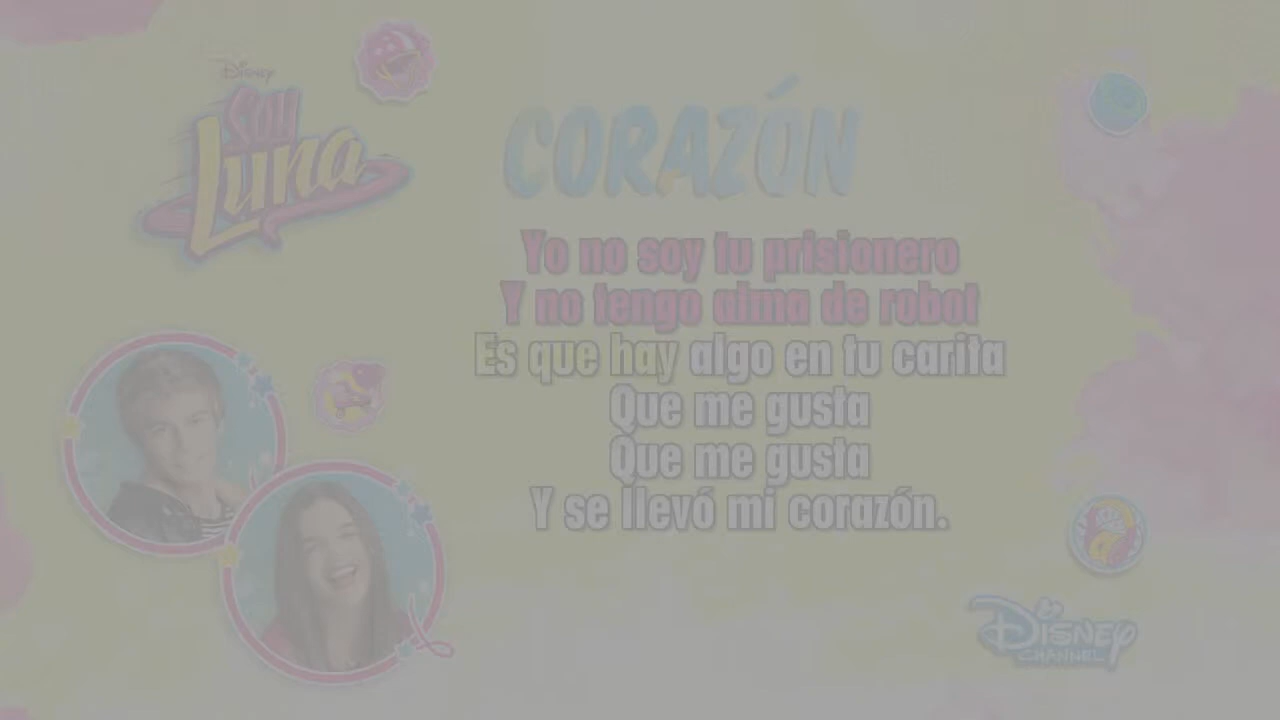 DISNEY
SOY
Luna
CORAZÓN
Yo no soy tu prisionero
Y no tengo alma de robot
Es que hay algo en tu carita
Que me gusta
Que me gusta
Y se llevó mi corazón.
DISNEY
CHANNEL